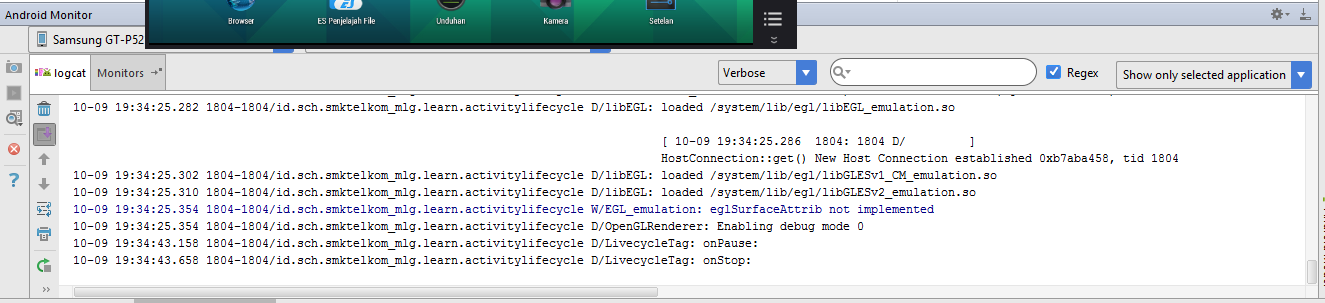 Android Monitor
Browser ES Penjelajah File Unduhan Kamera Setelan
Samsung GT-P52
logcat Monitors
Verbose Regex Show only selected application
10-09 19:34:25.282 1804-1804/id.sch.smktelkom_mlg.learn.activitylifecycle D/libEGL: loaded /system/lib/egl/libEGL_emulation.so
[ 10-09 19:34:25.286 1804: 1804 D/ ]
HostConnection::get() New Host Connection established 0xb7aba458, tid 1804
10-09 19:34:25.302 1804-1804/id.sch.smktelkom_mlg.learn.activitylifecycle D/libEGL: loaded /system/lib/egl/libGLESv1_CM_emulation.so
10-09 19:34:25.310 1804-1804/id.sch.smktelkom_mlg.learn.activitylifecycle D/libEGL: loaded /system/lib/egl/libGLESv2_emulation.so
10-09 19:34:25.354 1804-1804/id.sch.smktelkom_mlg.learn.activitylifecycle W/EGL_emulation: eglSurfaceAttrib not implemented
10-09 19:34:25.354 1804-1804/id.sch.smktelkom_mlg.learn.activitylifecycle D/OpenGLRenderer: Enabling debug mode 0
10-09 19:34:43.158 1804-1804/id.sch.smktelkom_mlg.learn.activitylifecycle D/LivecycleTag: onPause:
10-09 19:34:43.658 1804-1804/id.sch.smktelkom_mlg.learn.activitylifecycle D/LivecycleTag: onStop: